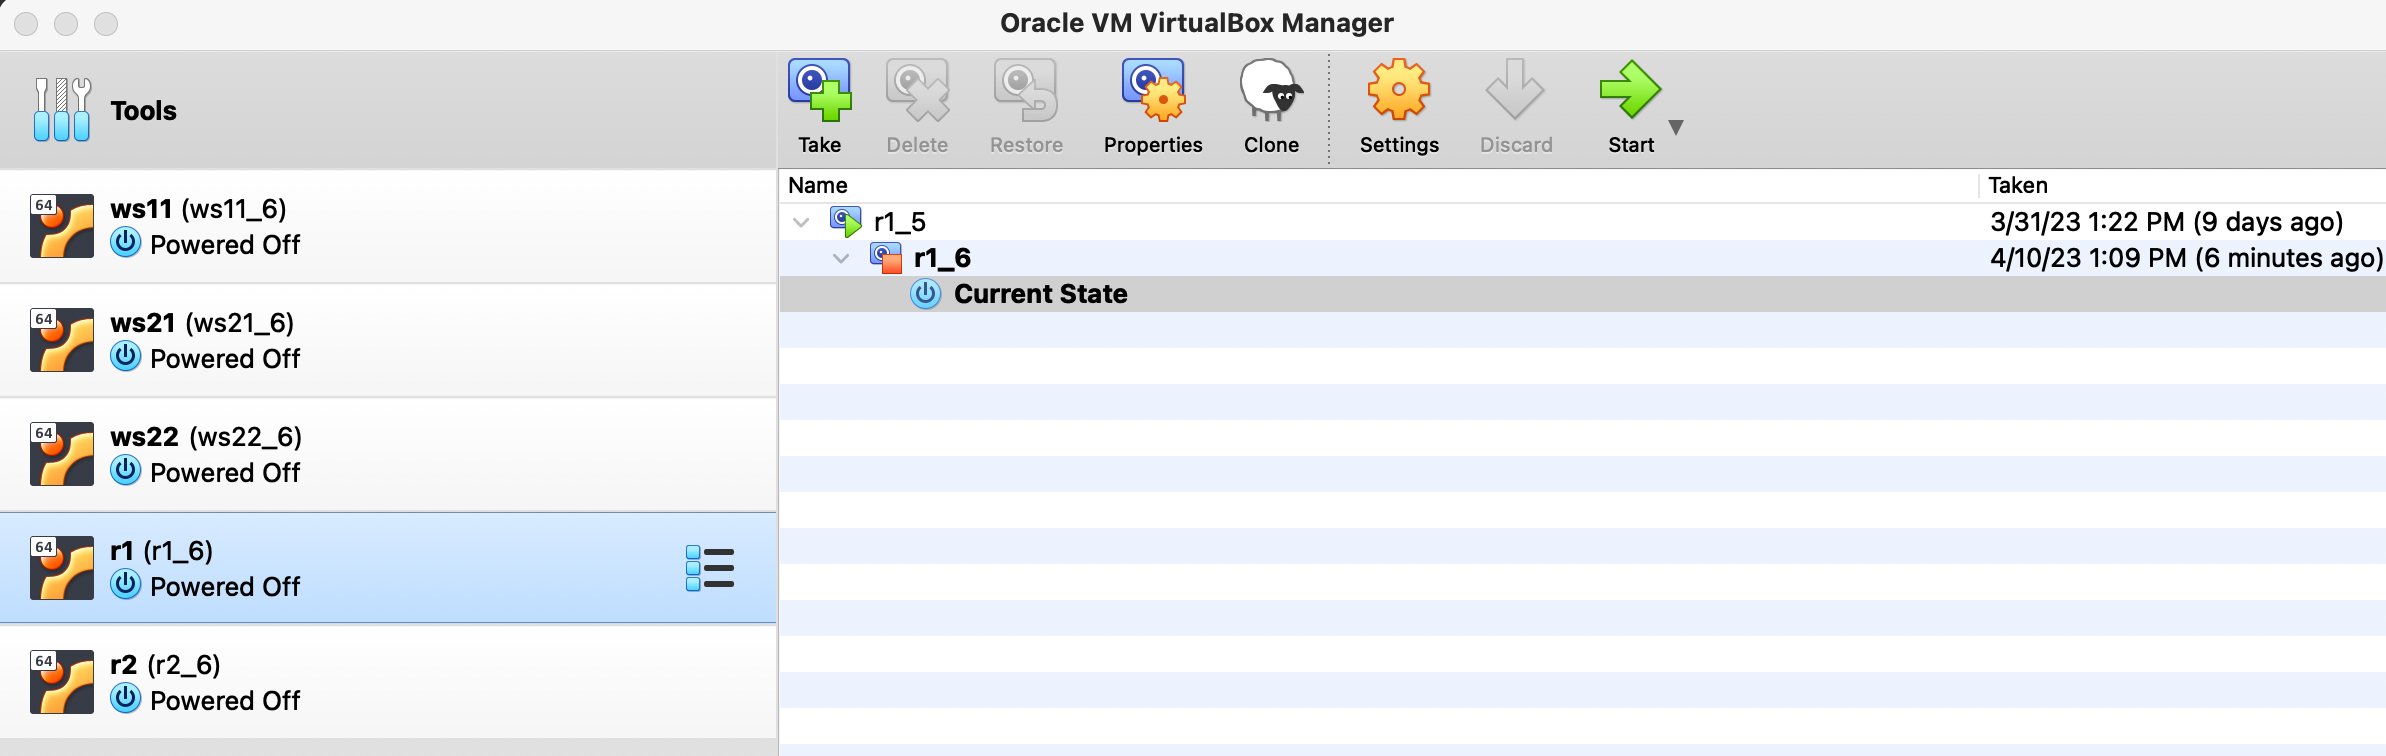 Oracle VM VirtualBox Manager
Tools
Take
Delete
Restore
Properties
Clone
Settings
Discard
Start
64
ws11 (ws11_6)
Powered Off
64
ws21 (ws21_6)
Powered Off
64
ws22 (ws22_6)
Powered Off
64
r1 (r1_6)
Powered Off
64
r2 (r2_6)
Powered Off
Name Taken
r1_5 3/31/23 1:22 PM (9 days ago)
r1_6 4/10/23 1:09 PM (6 minutes ago)
Current State